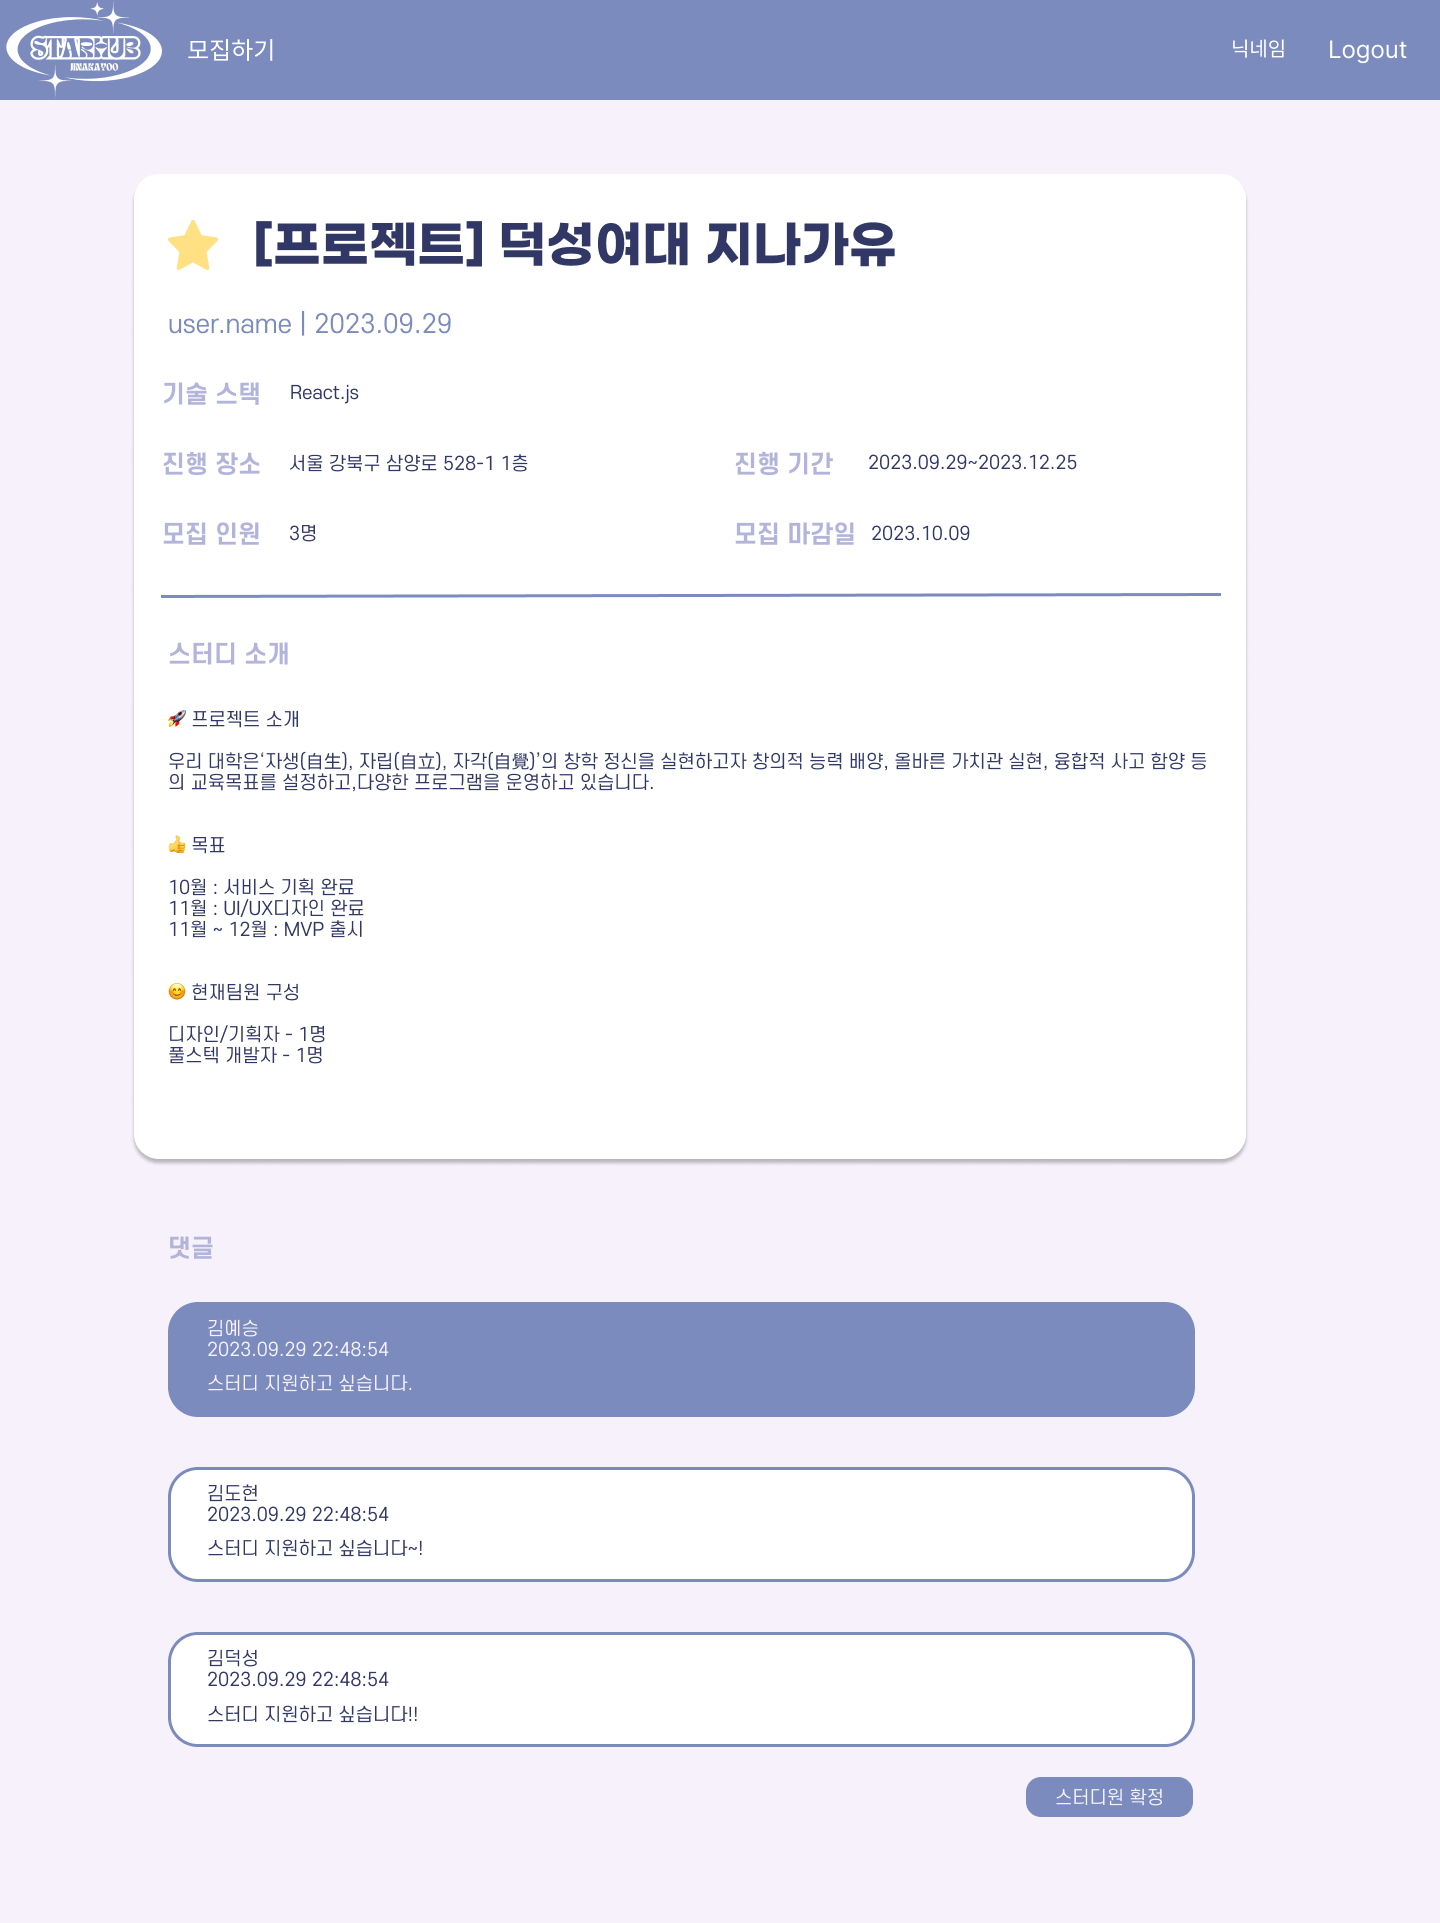 STARHUB
HNAKATOO
모집하기
닉네임
Logout
[프로젝트] 덕성여대 지나가유
user.name | 2023.09.29
기술 스택 React.js
진행 장소 서울 강북구 삼양로 528-1 1층 진행 기간 2023.09.29~2023.12.25
모집 인원 3명 모집 마감일 2023.10.09
스터디 소개
🚀 프로젝트 소개
우리 대학은‘자생(自生), 자립(自立), 자각(自覺)’의 창학 정신을 실현하고자 창의적 능력 배양, 올바른 가치관 실현, 융합적 사고 함양 등
의 교육목표를 설정하고,다양한 프로그램을 운영하고 있습니다.
👍 목표
10월 : 서비스 기획 완료
11월 : UI/UX디자인 완료
11월 ~ 12월 : MVP 출시
😊 현재팀원 구성
디자인/기획자 - 1명
풀스텍 개발자 - 1명
댓글
김예승
2023.09.29 22:48:54
스터디 지원하고 싶습니다.
김도현
2023.09.29 22:48:54
스터디 지원하고 싶습니다~!
김덕성
2023.09.29 22:48:54
스터디 지원하고 싶습니다!!
스터디원 확정